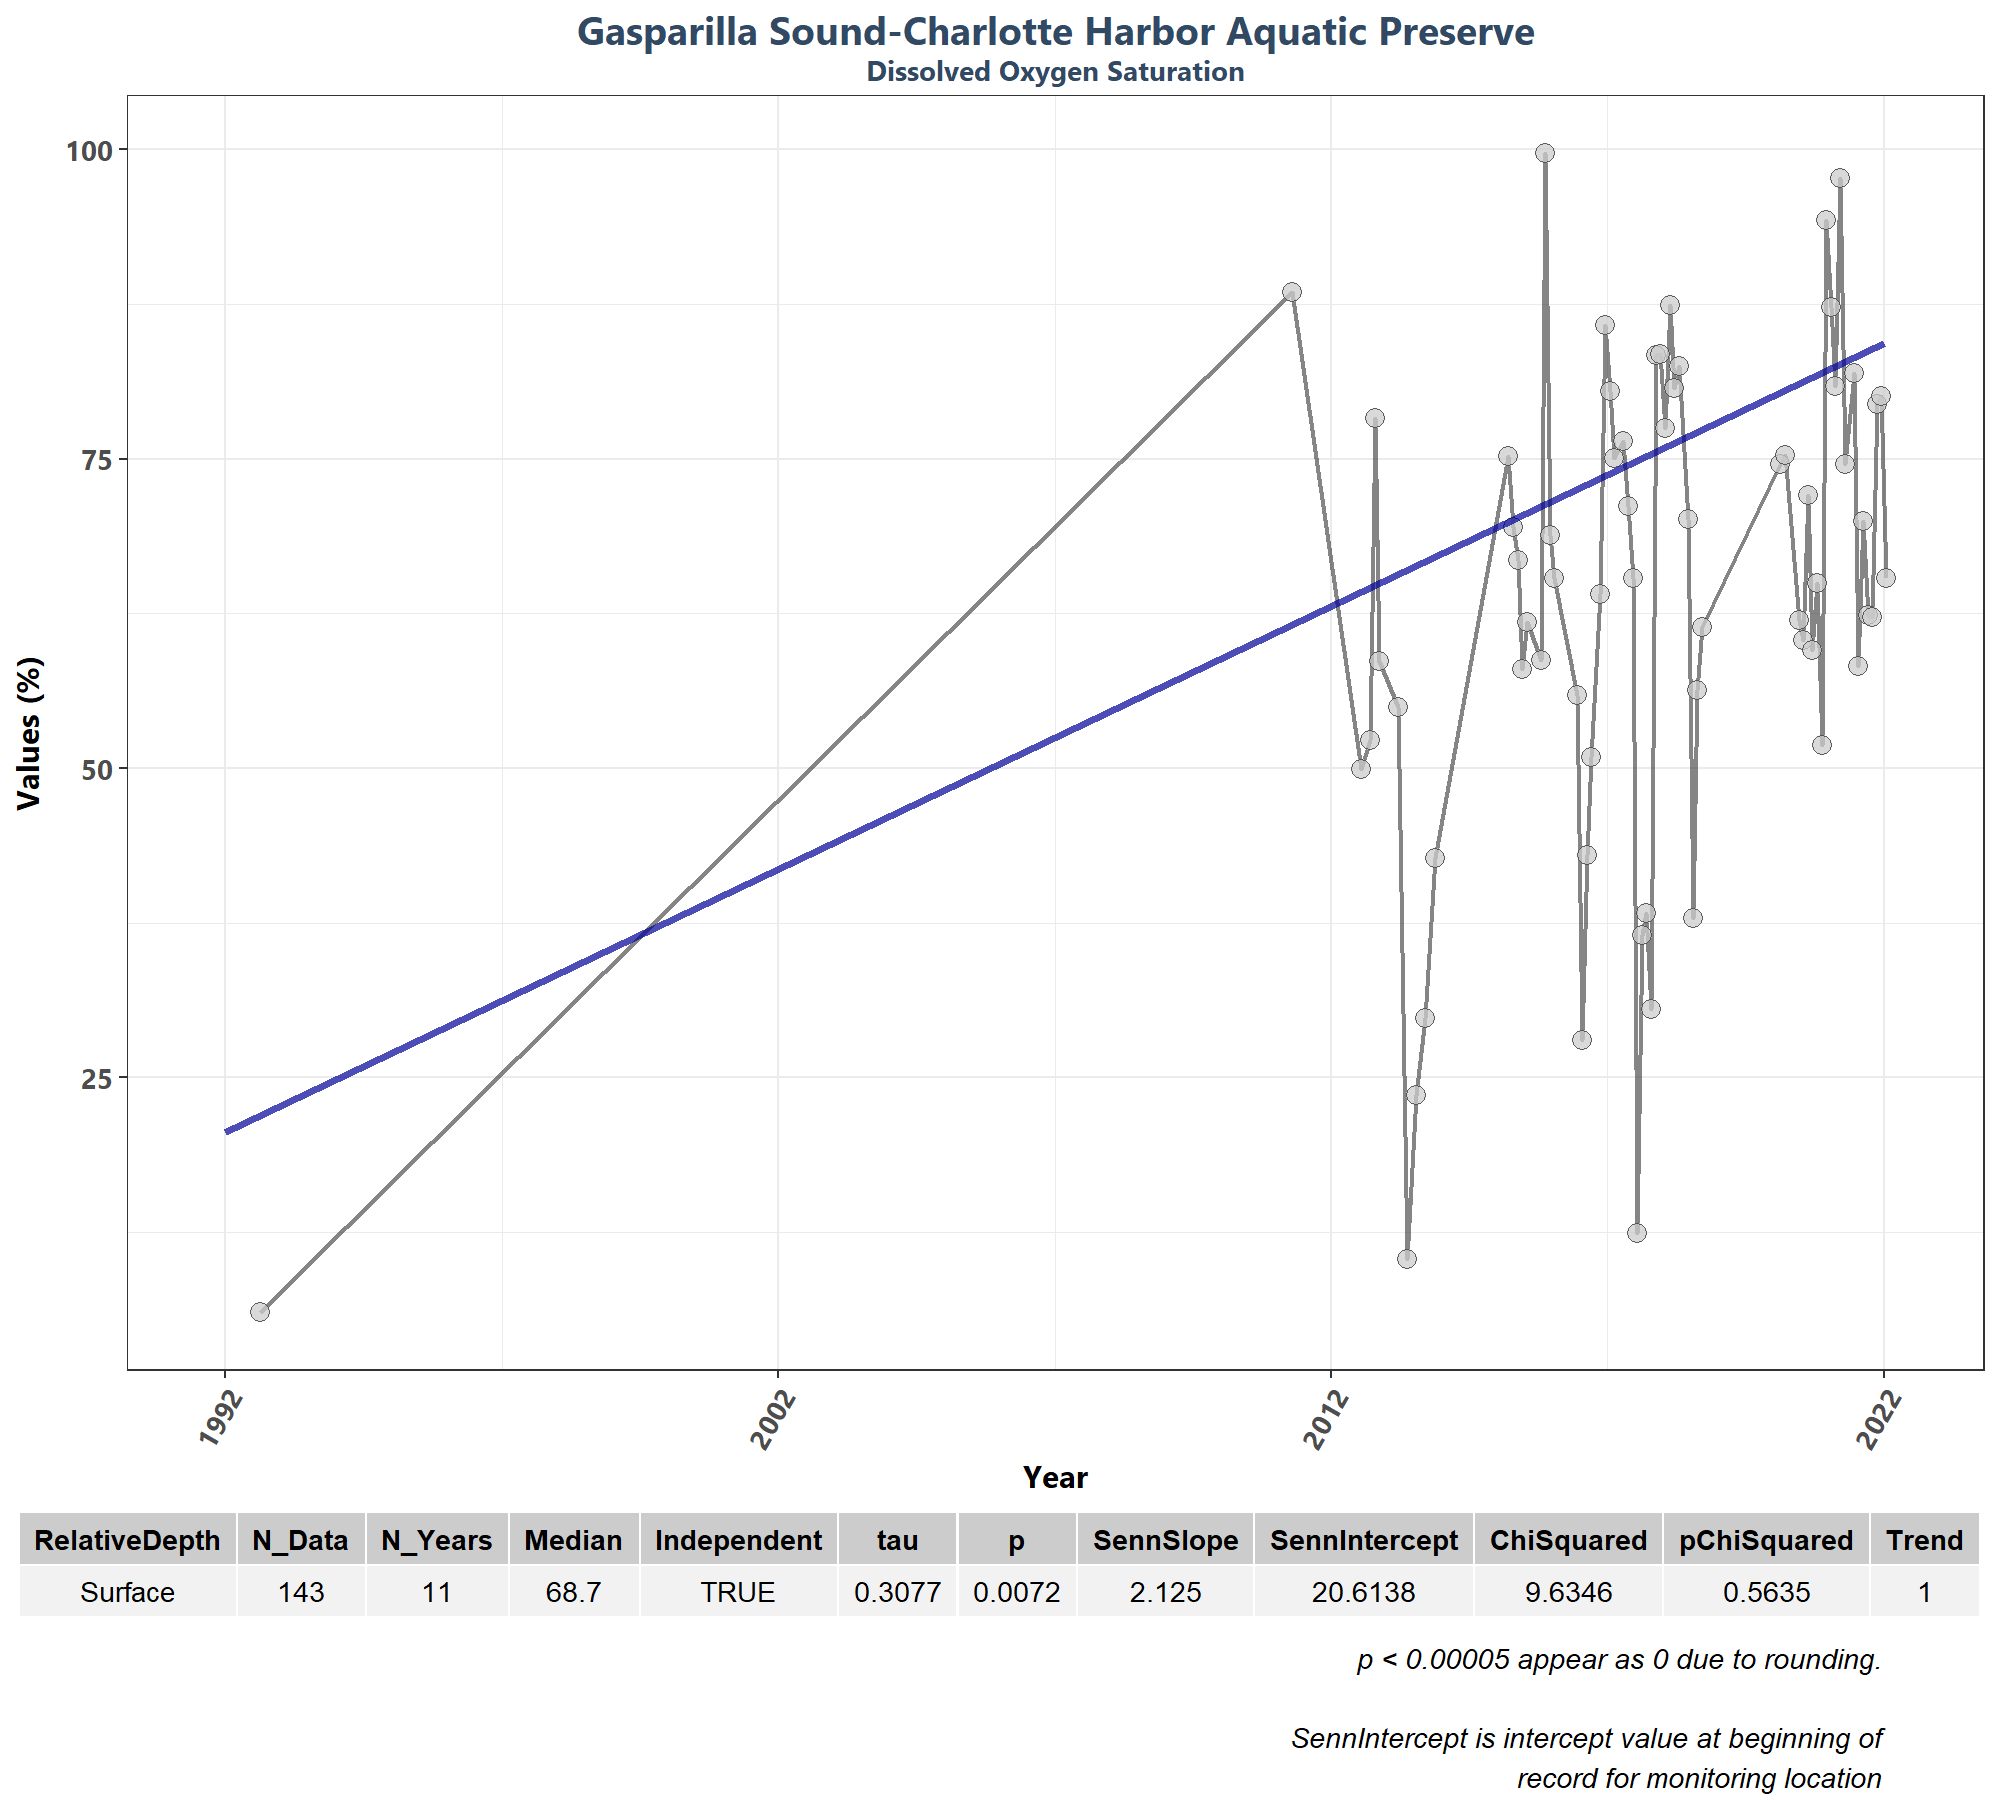 Gasparilla Sound-Charlotte Harbor Aquatic Preserve
Dissolved Oxygen Saturation
Values (%)
100
75
50
25
1992
2002
2012
2022
Year
RelativeDepth N_Data N_Years Median Independent tau p SennSlope SennIntercept ChiSquared pChiSquared Trend
Surface 143 11 68.7 TRUE 0.3077 0.0072 2.125 20.6138 9.6346 0.5635 1
p < 0.00005 appear as 0 due to rounding.
SennIntercept is intercept value at beginning of
record for monitoring location